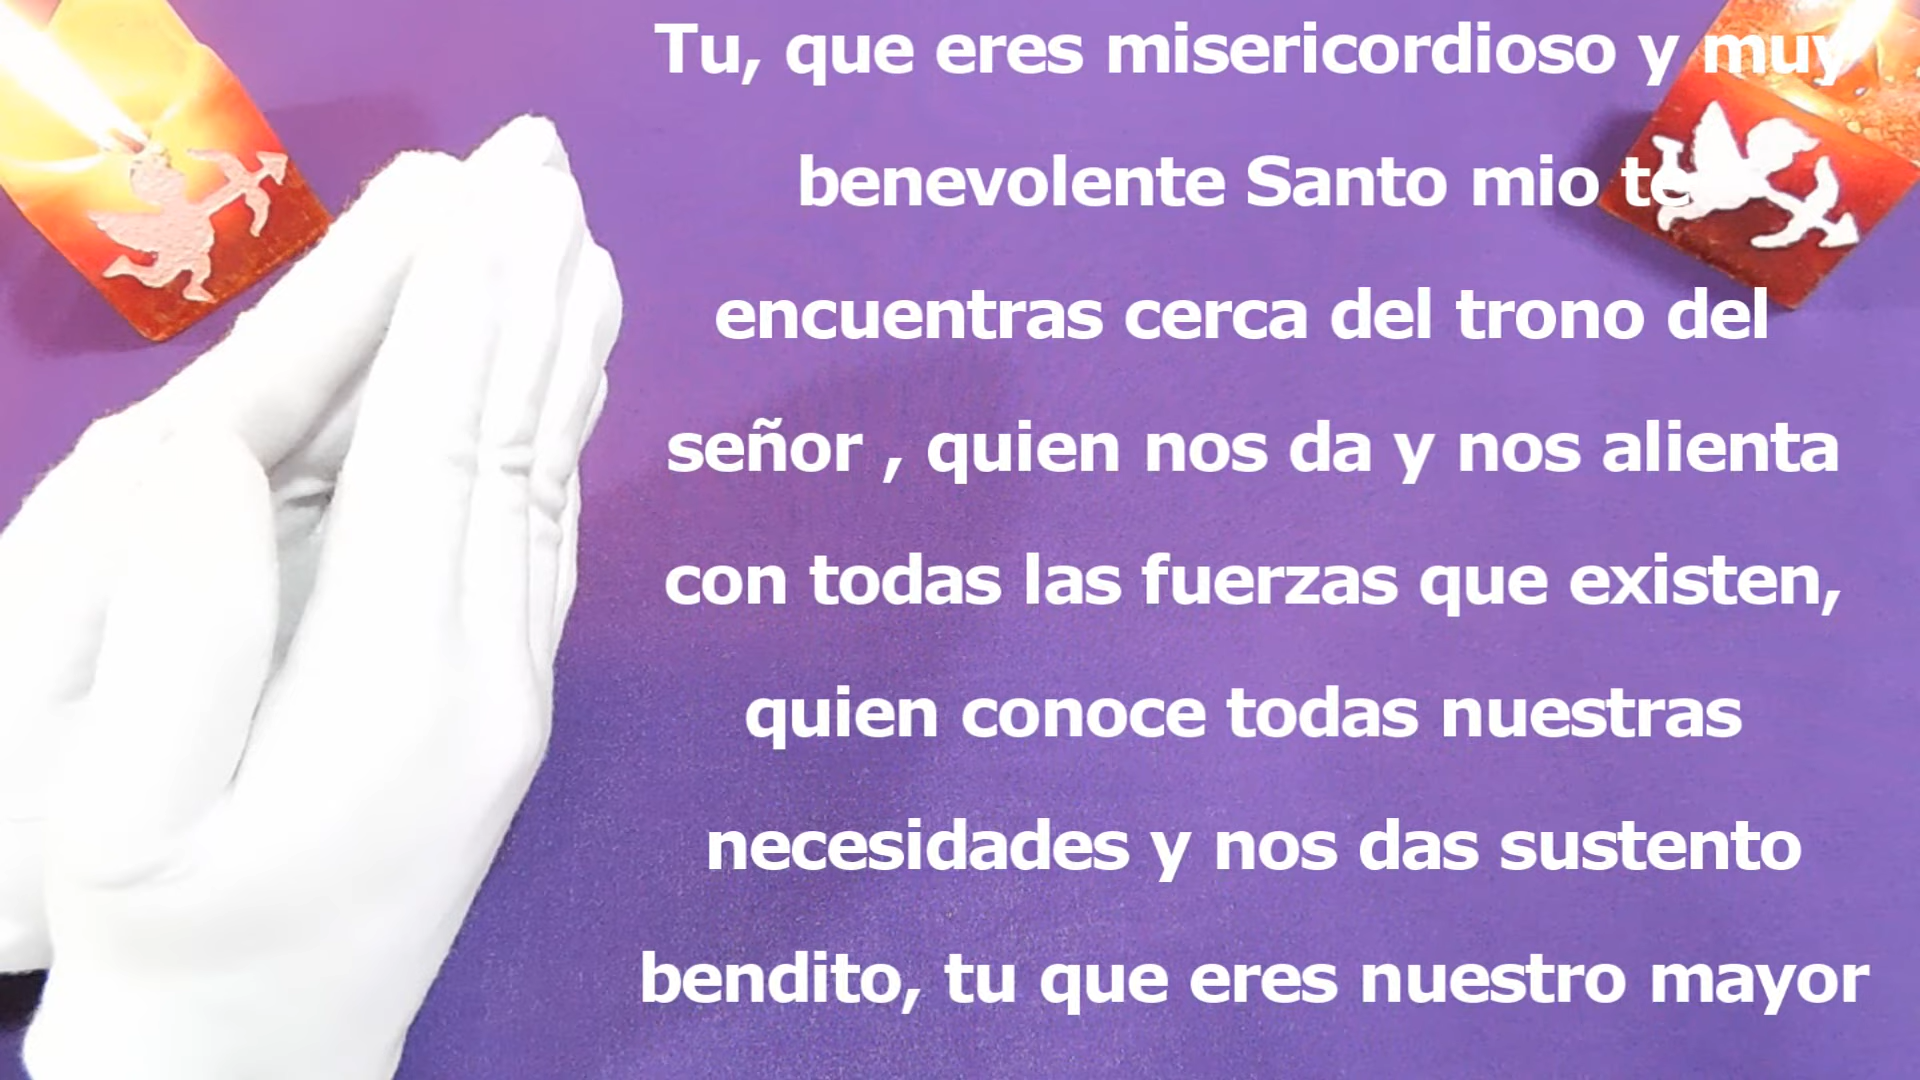 Tu, que eres misericordioso y muy
benevolente Santo mio te
encuentras cerca del trono del
señor , quien nos da y nos alienta
con todas las fuerzas que existen,
quien conoce todas nuestras
necesidades y nos das sustento
bendito, tu que eres nuestro mayor